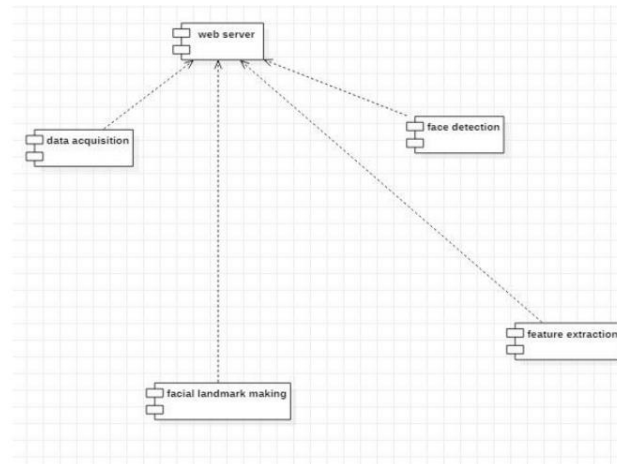 web server
data acquisition
face detection
feature extraction
facial landmark making